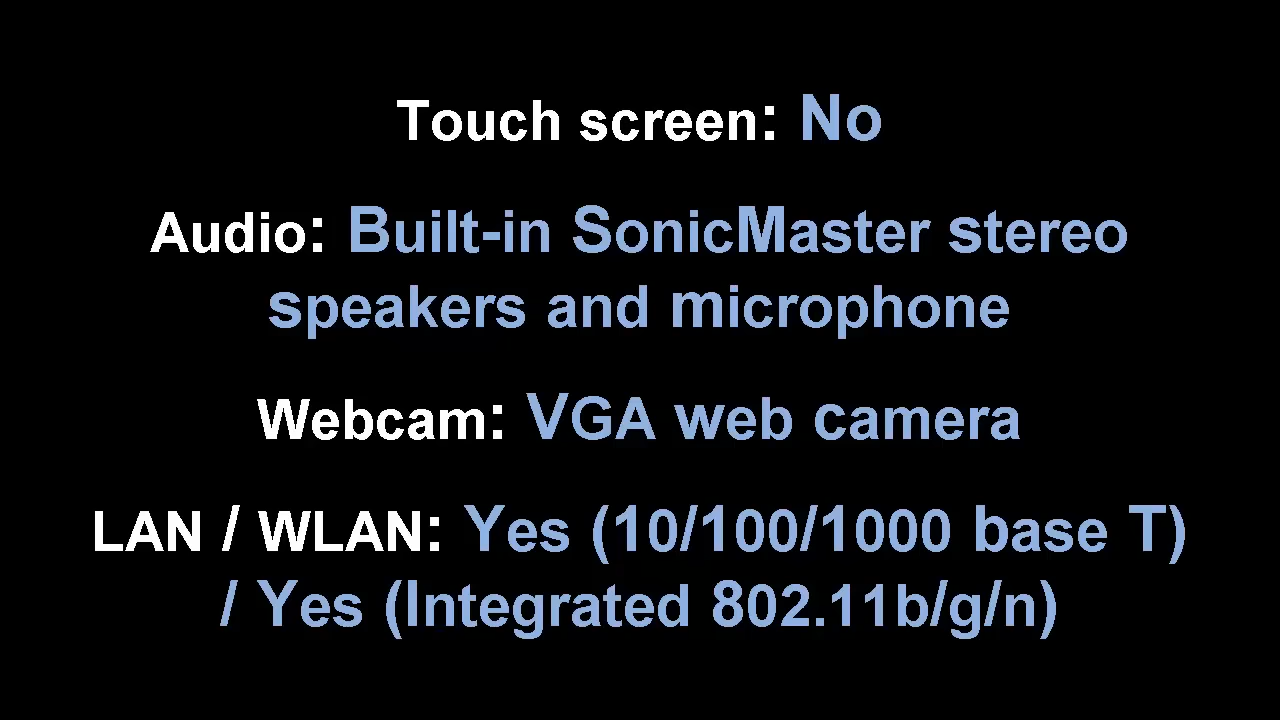 Touch screen: No
Audio: Built-in SonicMaster stereo
speakers and microphone
Webcam: VGA web camera
LAN / WLAN: Yes (10/100/1000 base T)
/ Yes (Integrated 802.11b/g/n)